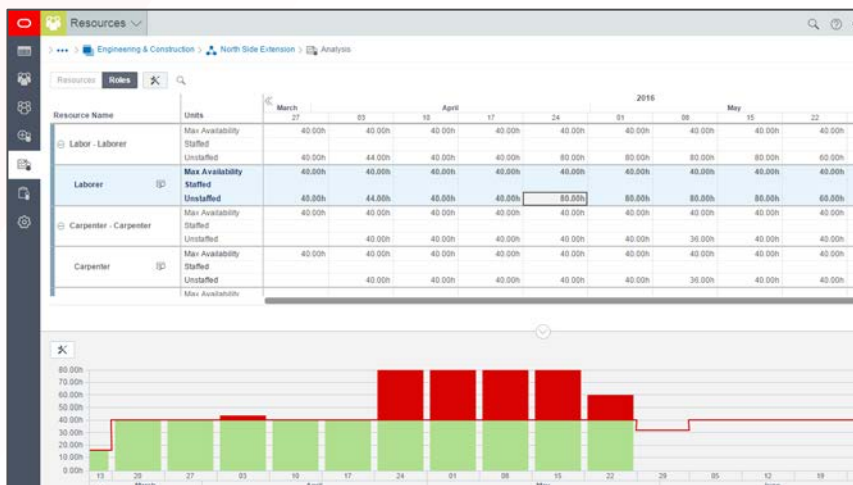 Resources
> ••• > Engineering & Construction > North Side Extension > Analysis
Resources Roles
2016
March April May
Resource Name Units 27 03 10 17 24 01 08 15 22
Max Availability 40.00h 40.00h 40.00h 40.00h 40.00h 40.00h 40.00h 40.00h 40.00h
Labor - Laborer Staffed
Unstaffed 40.00h 44.00h 40.00h 40.00h 80.00h 80.00h 80.00h 80.00h 60.00h
Max Availability 40.00h 40.00h 40.00h 40.00h 40.00h 40.00h 40.00h 40.00h 40.00h
Laborer Staffed
Unstaffed 40.00h 44.00h 40.00h 40.00h 80.00h 80.00h 80.00h 80.00h 60.00h
Max Availability 40.00h 40.00h 40.00h 40.00h 40.00h 40.00h 40.00h 40.00h 40.00h
Carpenter - Carpenter Staffed
Unstaffed 40.00h 40.00h 40.00h 40.00h 40.00h 36.00h 40.00h 40.00h
Max Availability 40.00h 40.00h 40.00h 40.00h 40.00h 40.00h 40.00h 40.00h 40.00h
Carpenter Staffed
Unstaffed 40.00h 40.00h 40.00h 40.00h 40.00h 36.00h 40.00h 40.00h
Max Availability
80.00h
70.00h
60.00h
50.00h
40.00h
30.00h
20.00h
10.00h
0.00h
13 20 27 03 10 17 24 01 08 15 22 29 05 12 19
March April May June